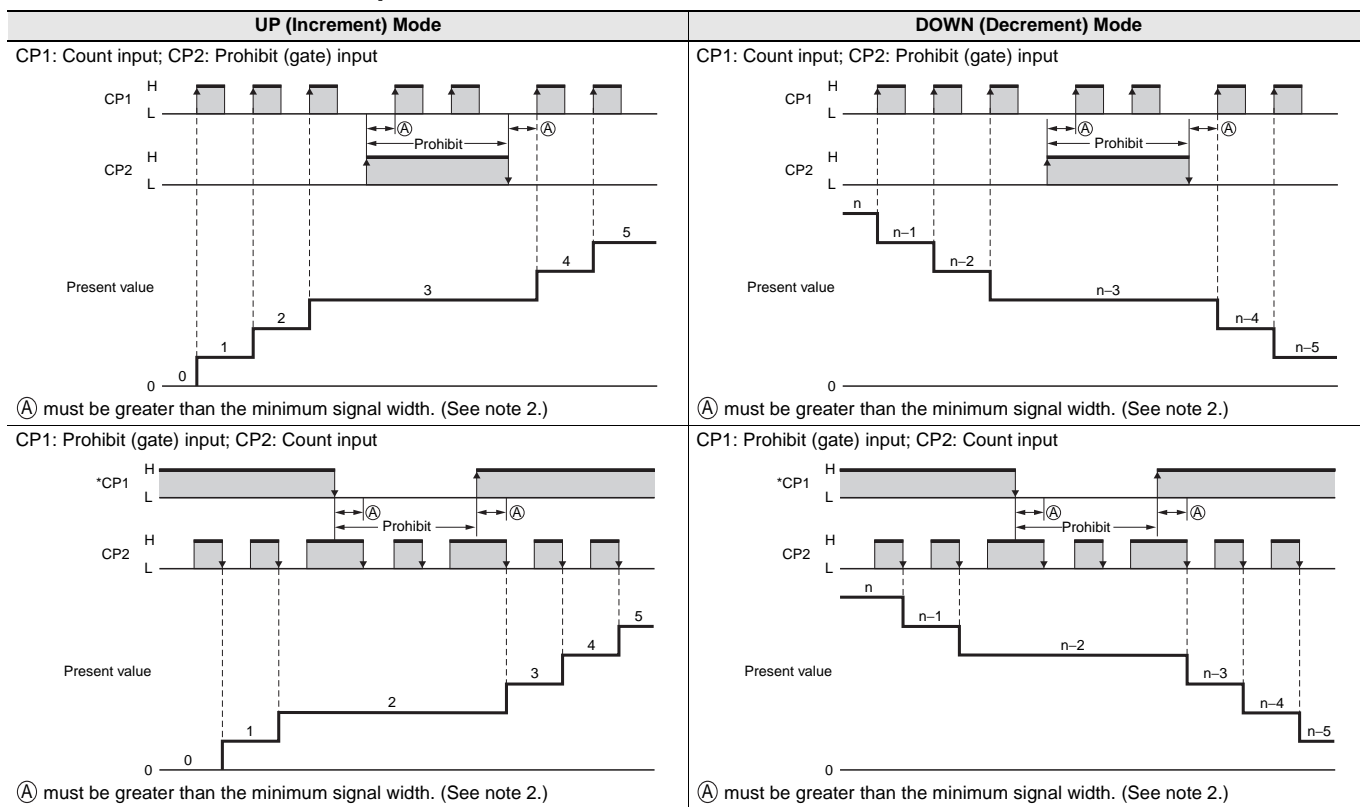 UP (Increment) Mode
DOWN (Decrement) Mode
CP1: Count input; CP2: Prohibit (gate) input
CP1
H
L
Ⓐ
Ⓐ
Prohibit
CP2
H
L
Present value
0
0
1
2
3
4
5
Ⓐ must be greater than the minimum signal width. (See note 2.)
CP1: Count input; CP2: Prohibit (gate) input
CP1
H
L
Ⓐ
Ⓐ
Prohibit
CP2
H
L
Present value
n
n–1
n–2
n–3
n–4
n–5
0
Ⓐ must be greater than the minimum signal width. (See note 2.)
CP1: Prohibit (gate) input; CP2: Count input
*CP1
H
L
Ⓐ
Ⓐ
Prohibit
CP2
H
L
Present value
0
0
1
2
3
4
5
Ⓐ must be greater than the minimum signal width. (See note 2.)
CP1: Prohibit (gate) input; CP2: Count input
*CP1
H
L
Ⓐ
Ⓐ
Prohibit
CP2
H
L
Present value
n
n–1
n–2
n–3
n–4
n–5
0
Ⓐ must be greater than the minimum signal width. (See note 2.)